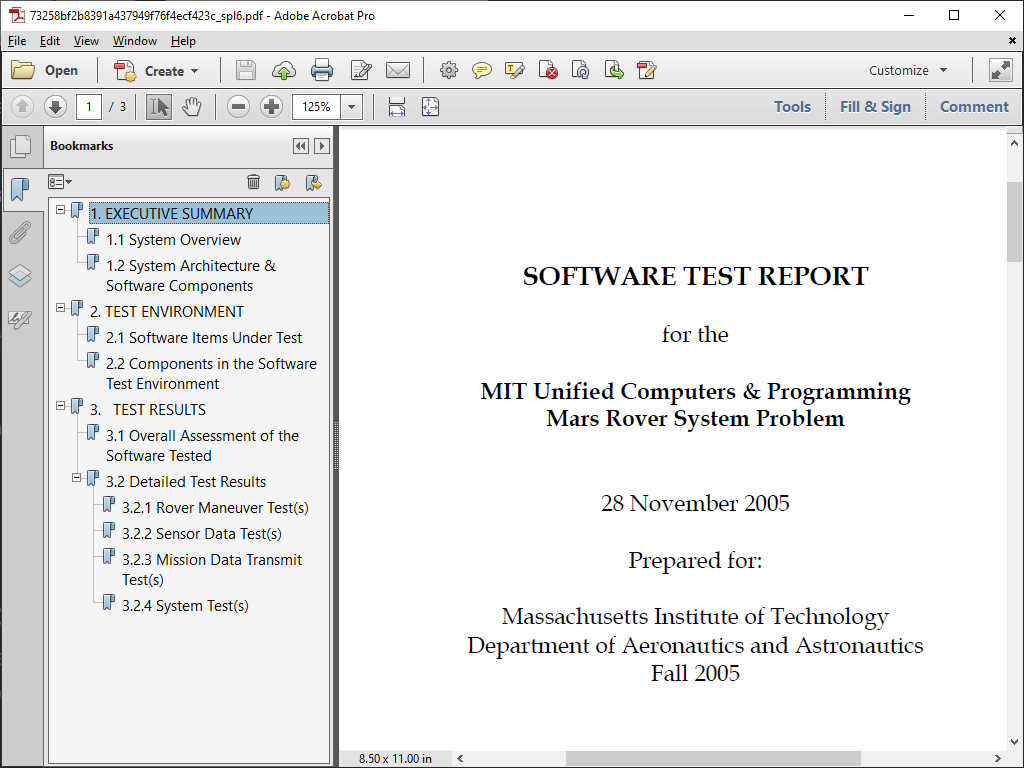 73258bf2b8391a437949f76f4ecf423c_spl6.pdf - Adobe Acrobat Pro
File Edit View Window Help
Open Create Customize
1 / 3 125% Tools Fill & Sign Comment
Bookmarks
1. EXECUTIVE SUMMARY
1.1 System Overview
1.2 System Architecture &
Software Components
2. TEST ENVIRONMENT
2.1 Software Items Under Test
2.2 Components in the Software
Test Environment
3. TEST RESULTS
3.1 Overall Assessment of the
Software Tested
3.2 Detailed Test Results
3.2.1 Rover Maneuver Test(s)
3.2.2 Sensor Data Test(s)
3.2.3 Mission Data Transmit
Test(s)
3.2.4 System Test(s)
SOFTWARE TEST REPORT
for the
MIT Unified Computers & Programming
Mars Rover System Problem
28 November 2005
Prepared for:
Massachusetts Institute of Technology
Department of Aeronautics and Astronautics
Fall 2005
8.50 x 11.00 in